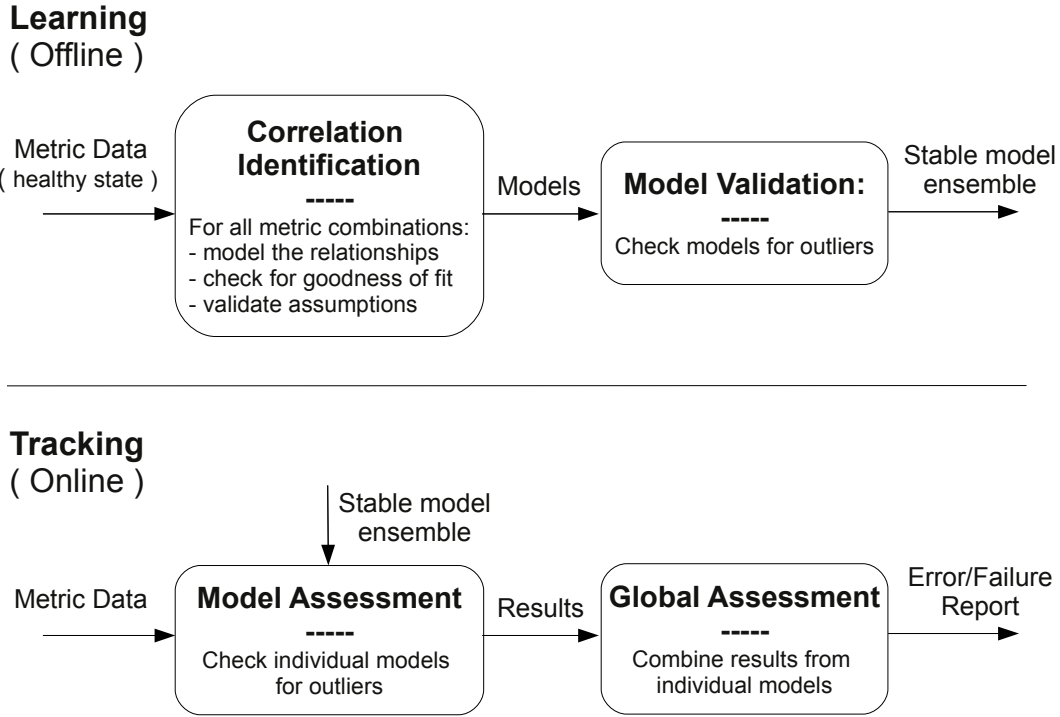 Learning
( Offline )
Metric Data
( healthy state )
Correlation
Identification
-----
For all metric combinations:
- model the relationships
- check for goodness of fit
- validate assumptions
Models
Model Validation:
-----
Check models for outliers
Stable model
ensemble
Tracking
( Online )
Stable model
ensemble
Metric Data
Model Assessment
-----
Check individual models
for outliers
Results
Global Assessment
-----
Combine results from
individual models
Error/Failure
Report